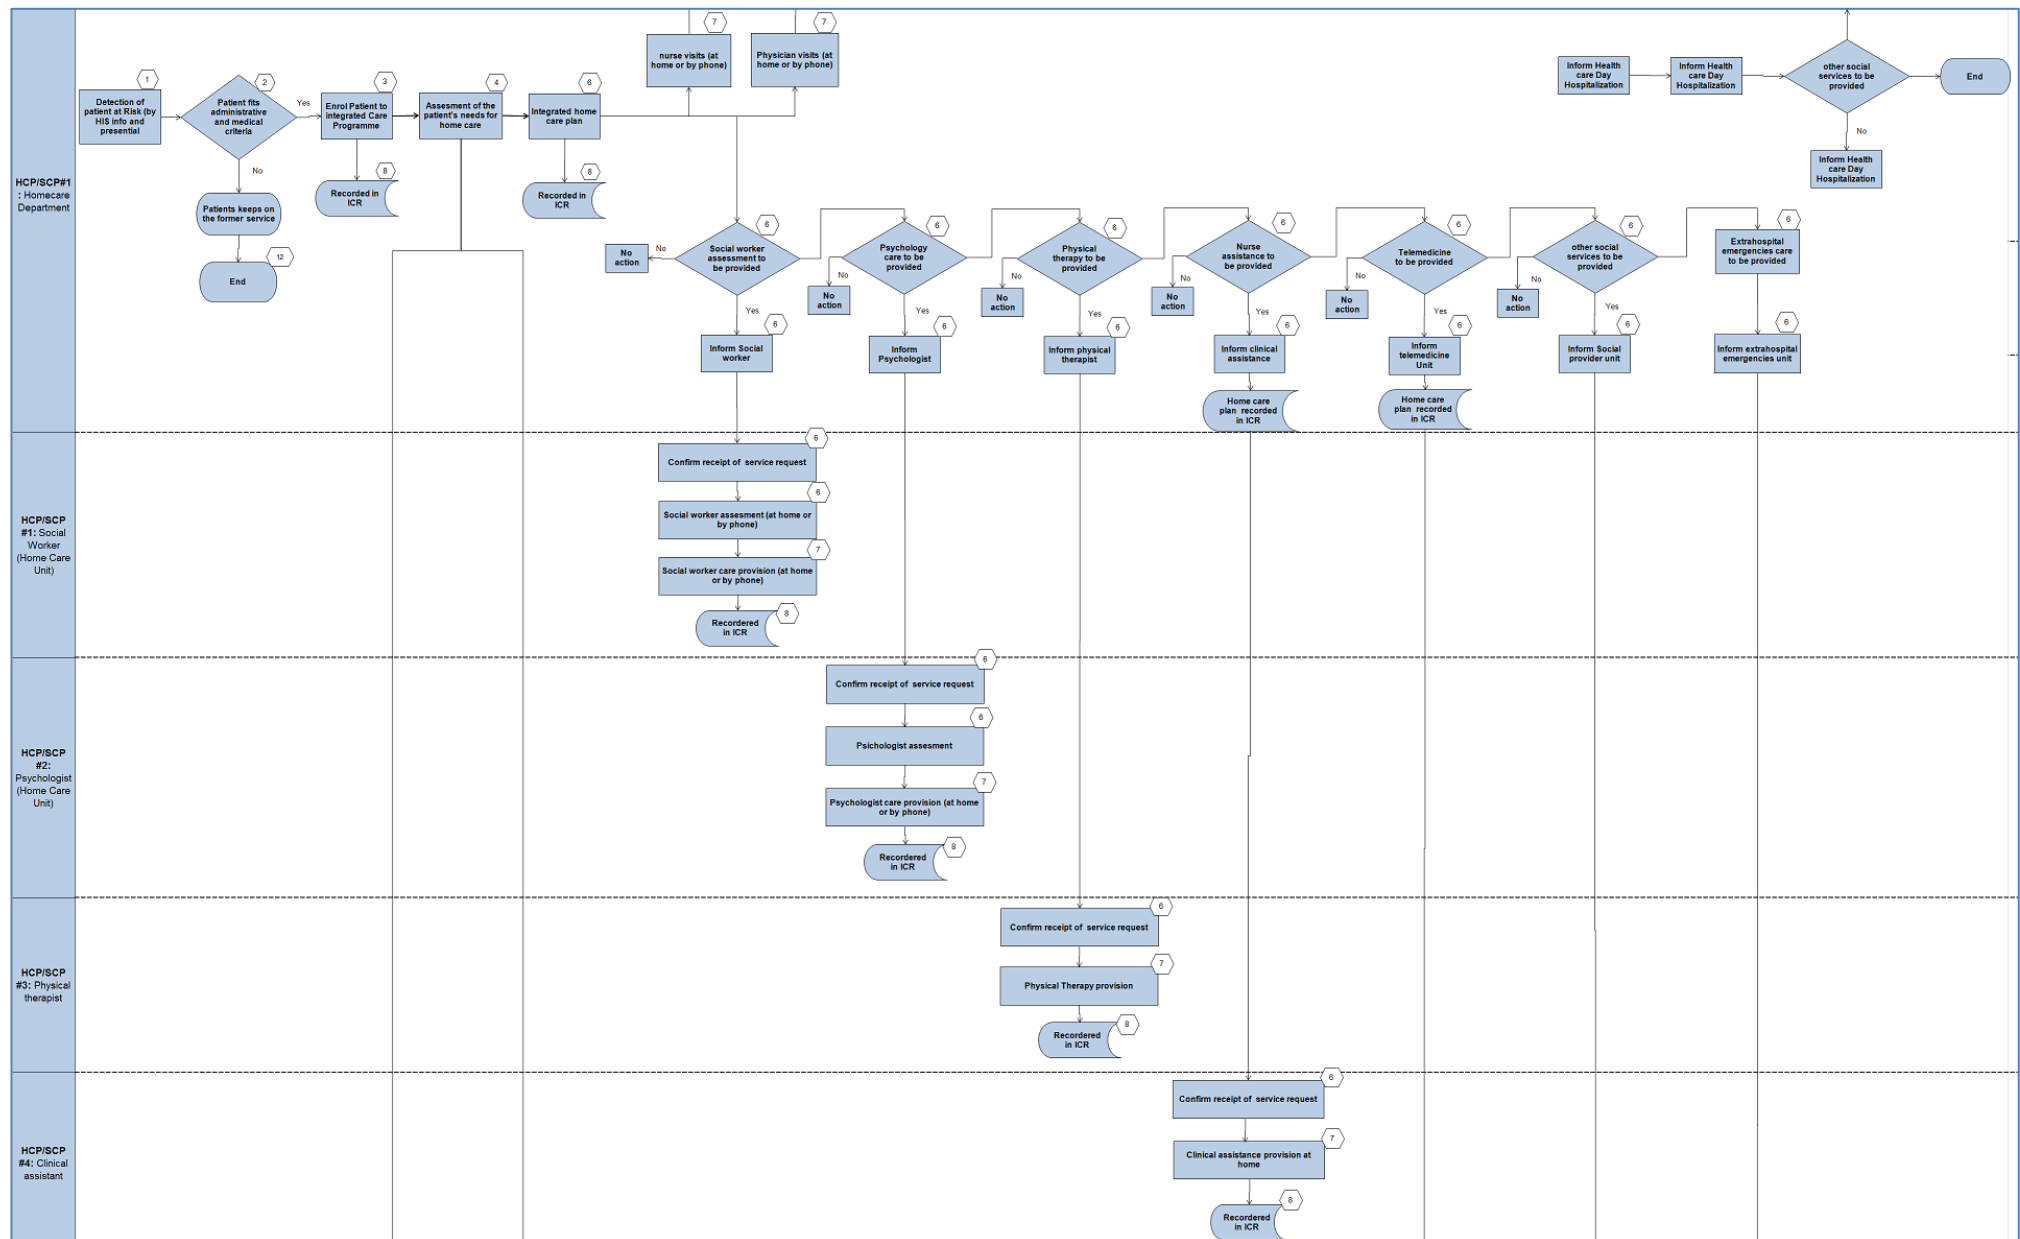 7
7
nurse visits (at
home or by phone)
Physician visits (at
home or by phone)
Inform Health
care Day
Hospitalization
Inform Health
care Day
Hospitalization
other social
services to be
provided
End
No
Inform Health
care Day
Hospitalization
HCP/SCP#1
: Homecare
Department
1
Detection of
patient at Risk (by
HIS info and
presential
2
Patient fits
administrative
and medical
criteria
Yes
No
Patients keeps on
the former service
12
End
3
Enrol Patient to
integrated Care
Programme
8
Recorded in
ICR
4
Assesment of the
patient's needs for
home care
6
Integrated home
care plan
8
Recorded in
ICR
6
Social worker
assessment to
be provided
No
No
action
Yes
6
Inform Social
worker
6
Psychology
care to be
provided
No
No
action
Yes
6
Inform
Psychologist
6
Physical
therapy to be
provided
No
No
action
Yes
6
Inform physical
therapist
6
Nurse
assistance to
be provided
No
No
action
Yes
6
Inform clinical
assistance
Home care
plan recorded
in ICR
6
Telemedicine
to be provided
No
No
action
Yes
6
Inform
telemedicine
Unit
Home care
plan recorded
in ICR
6
other social
services to be
provided
No
No
action
Yes
6
Inform Social
provider unit
6
Extrahospital
emergencies care
to be provided
6
Inform extrahospital
emergencies unit
HCP/SCP
#1: Social
Worker
(Home Care
Unit)
6
Confirm receipt of service request
6
Social worker assesment (at home or
by phone)
7
Social worker care provision (at home
or by phone)
8
Recordered
in ICR
HCP/SCP
#2:
Psychologist
(Home Care
Unit)
6
Confirm receipt of service request
6
Psichologist assesment
7
Psychologist care provision (at home
or by phone)
8
Recordered
in ICR
HCP/SCP
#3: Physical
therapist
6
Confirm receipt of service request
7
Physical Therapy provision
8
Recordered
in ICR
HCP/SCP
#4: Clinical
assistant
6
Confirm receipt of service request
7
Clinical assistance provision at
home
8
Recordered
in ICR